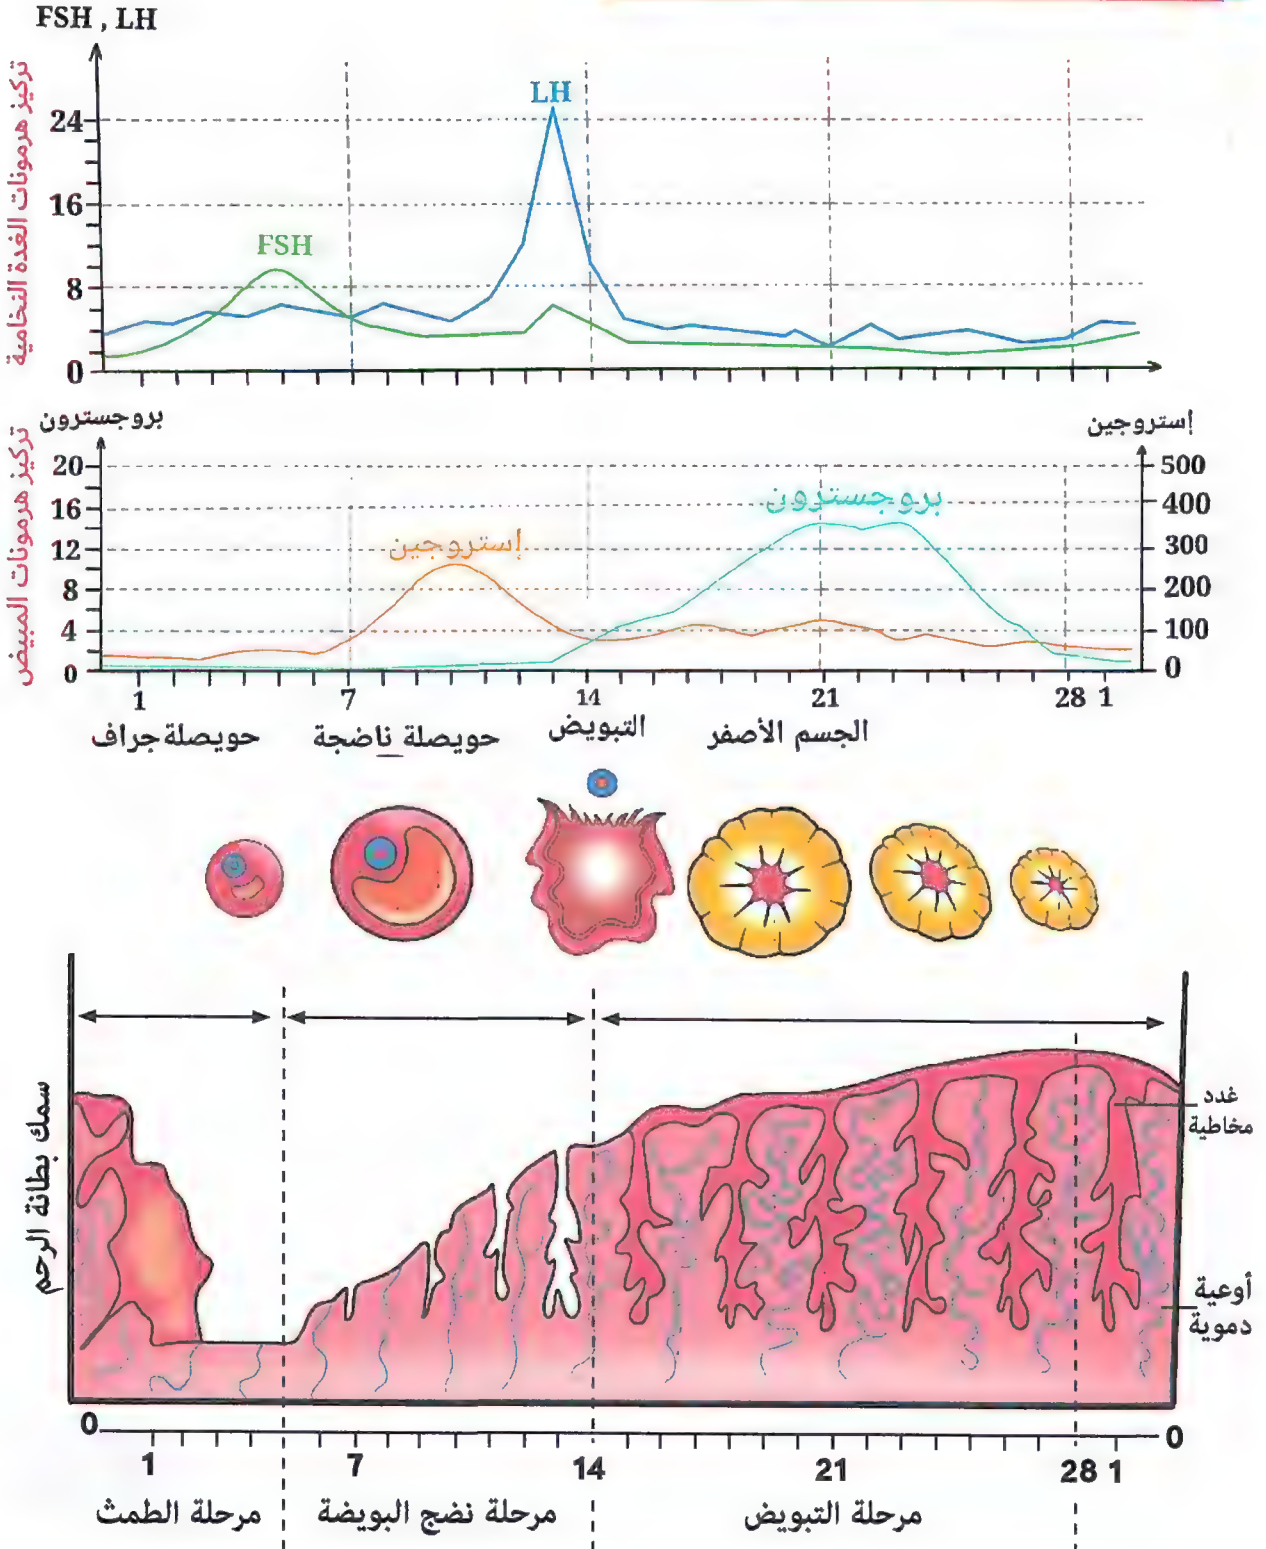 FSH , LH
تركيز هرمونات الغدة النخامية
24
16
8
0
LH
FSH
بروجسترون
إستروجين
تركيز هرمونات المبيض
20
16
12
8
4
0
500
400
300
200
100
0
إستروجين
بروجسترون
1 7 14 21 28 1
حويصلة جراف
حويصلة ناضجة
التبويض
الجسم الأصفر
سمك بطانة الرحم
غدد
مخاطية
أوعية
دموية
0
0
1 7 14 21 28 1
مرحلة الطمث
مرحلة نضج البويضة
مرحلة التبويض